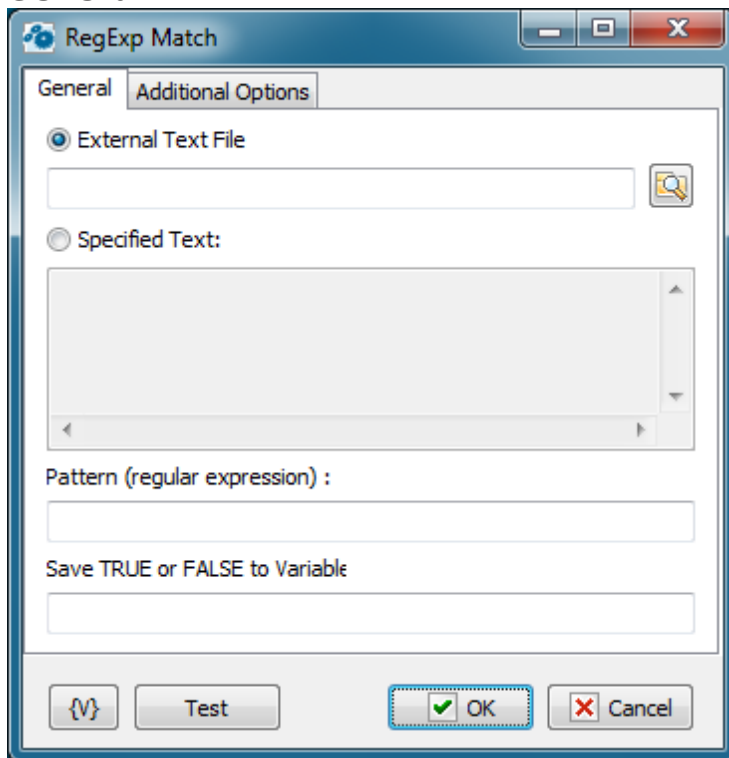 RegExp Match
General Additional Options
External Text File
Specified Text:
Pattern (regular expression) :
Save TRUE or FALSE to Variable
{V} Test OK Cancel